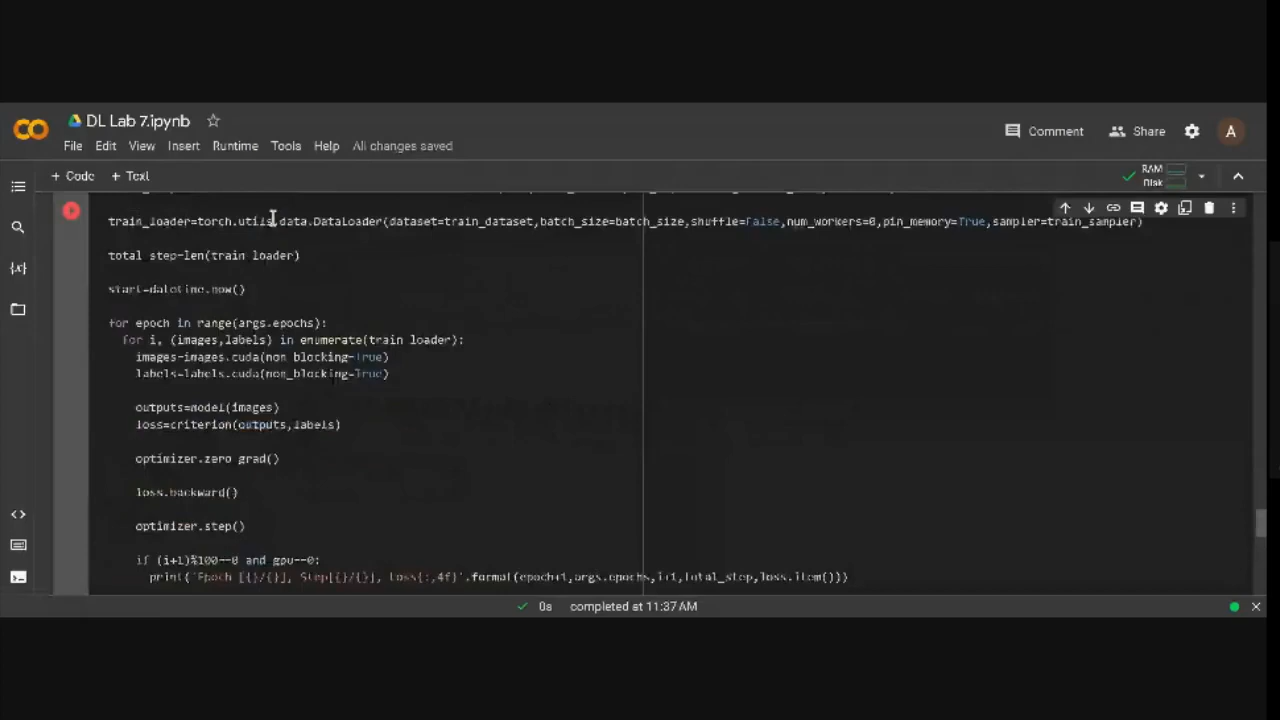 DL Lab 7.ipynb
Comment
Share
A
File Edit View Insert Runtime Tools Help All changes saved
+ Code + Text
RAM
Disk
train_loader=torch.utils.data.DataLoader(dataset=train_dataset,batch_size=batch_size,shuffle=False,num_workers=0,pin_memory=True,sampler=train_sampler)
total_step=len(train_loader)
start=datetime.now()
for epoch in range(args.epochs):
for i, (images,labels) in enumerate(train_loader):
images=images.cuda(non_blocking=True)
labels=labels.cuda(non_blocking=True)
outputs=model(images)
loss=criterion(outputs,labels)
optimizer.zero_grad()
loss.backward()
optimizer.step()
if (i+1)%100==0 and gpu==0:
print('Epoch [{}/{}], Step[{}/{}], Loss{:,4f}'.format(epoch+1,args.epochs,i+1,total_step,loss.item()))
0s completed at 11:37 AM